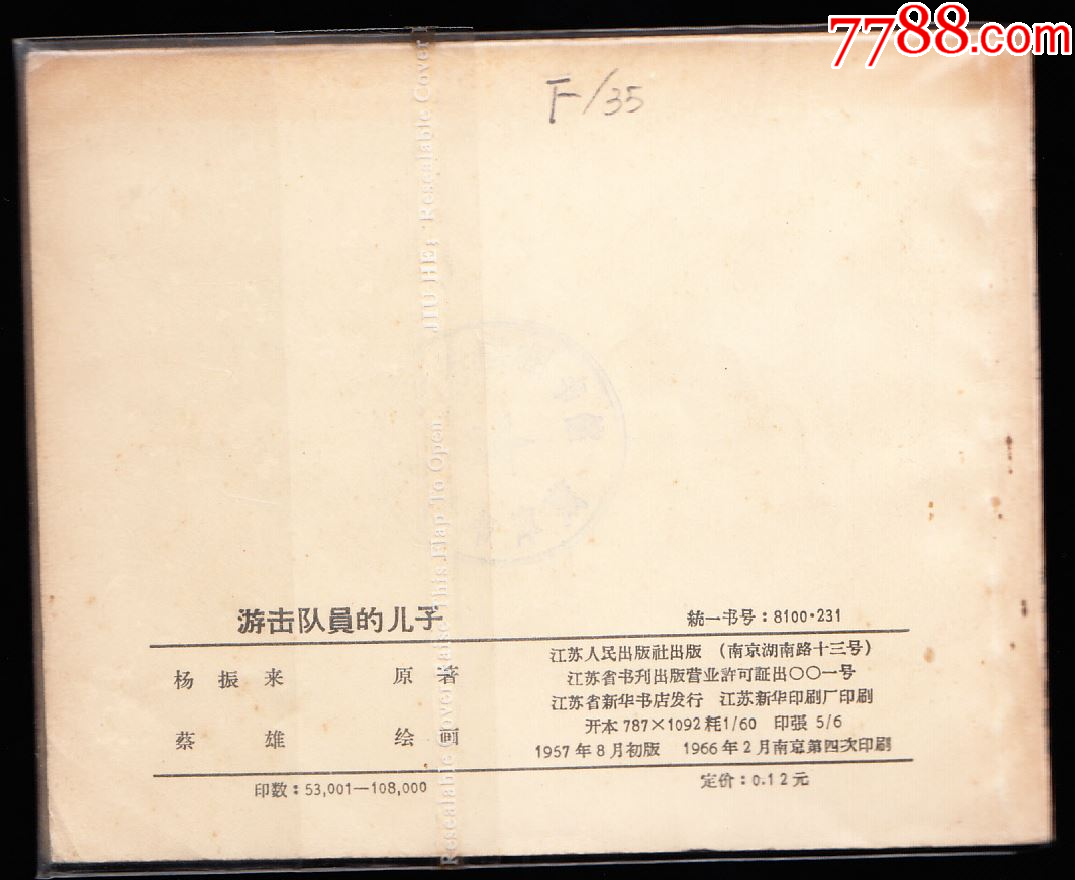 7788.com
F/35
JIU HE; Resealable Cover
Resealable Cover Raise This Flap To Open
游击队員的儿子
統一书号：8100·231
杨振来 原著
蔡雄 绘画
江苏人民出版社出版 (南京湖南路十三号)
江苏省书刋出版营业許可証出〇〇一号
江苏省新华书店发行 江苏新华印刷厂印刷
开本 787×1092 粍1/60 印張 5/6
1957年8月初版 1966年2月南京第四次印刷
印数：53,001—108,000
定价：0.12元